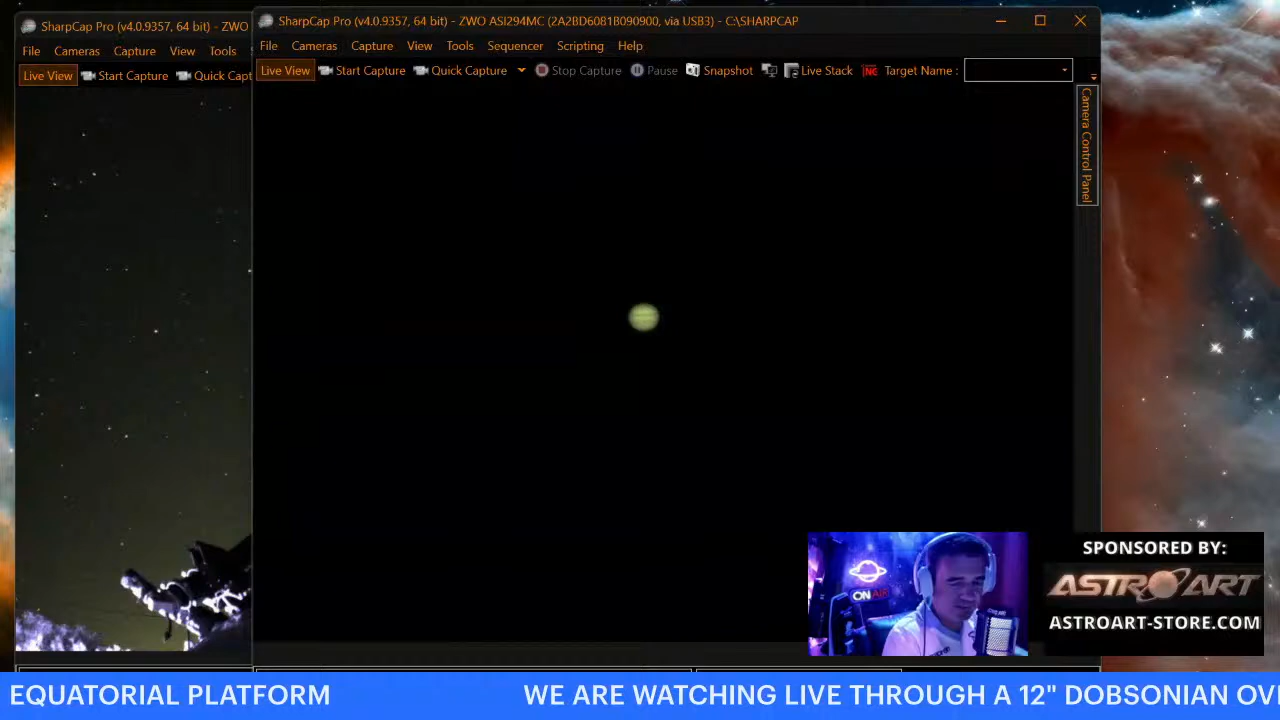 SharpCap Pro (v4.0.9357, 64 bit) - ZWO
File Cameras Capture View Tools
Live View Start Capture Quick Capt
SharpCap Pro (v4.0.9357, 64 bit) - ZWO ASI294MC (2A2BD6081B090900, via USB3) - C:\SHARPCAP
File Cameras Capture View Tools Sequencer Scripting Help
Live View Start Capture Quick Capture Stop Capture Pause Snapshot Live Stack Target Name :
Camera Control Panel
ON AIR
SPONSORED BY:
ASTROART
ASTROART-STORE.COM
EQUATORIAL PLATFORM WE ARE WATCHING LIVE THROUGH A 12" DOBSONIAN OV